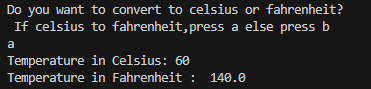 Do you want to convert to celsius or fahrenheit?
 If celsius to fahrenheit,press a else press b
a
Temperature in Celsius: 60
Temperature in Fahrenheit :  140.0